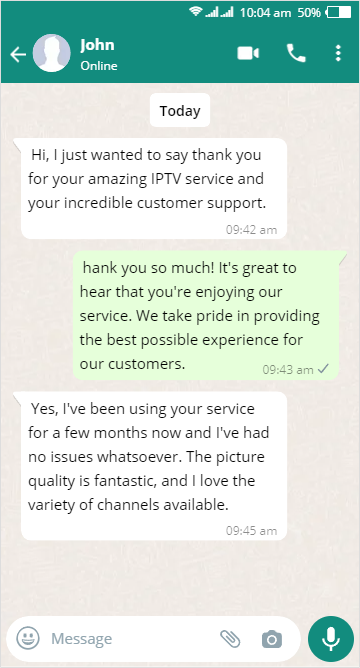 10:04 am 50%
John
Online
Today
Hi, I just wanted to say thank you
for your amazing IPTV service and
your incredible customer support.
09:42 am
hank you so much! It's great to
hear that you're enjoying our
service. We take pride in providing
the best possible experience for
our customers.
09:43 am
Yes, I've been using your service
for a few months now and I've had
no issues whatsoever. The picture
quality is fantastic, and I love the
variety of channels available.
09:45 am
Message